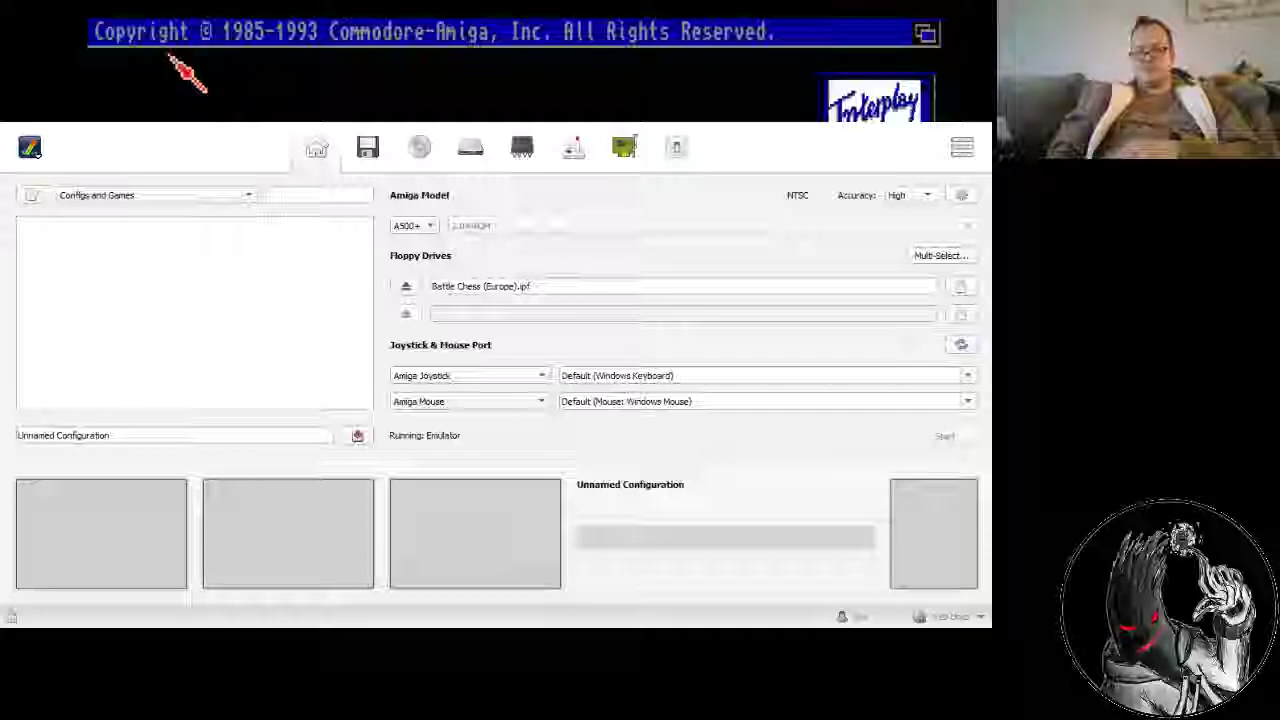 Copyright © 1985-1993 Commodore-Amiga, Inc. All Rights Reserved.
Interplay
Configs and Games
Amiga Model
NTSC
Accuracy:
High
A500+
Floppy Drives
Multi-Select...
Battle Chess (Europe).ipf
Joystick & Mouse Port
Amiga Joystick
Default (Windows Keyboard)
Amiga Mouse
Default (Mouse: Windows Mouse)
Unnamed Configuration
Running: Emulator
Start
Unnamed Configuration